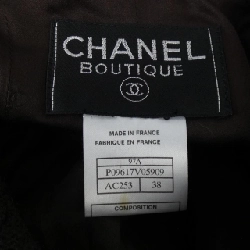 CHANEL
BOUTIQUE
MADE IN FRANCE
FABRIQUE EN FRANCE
97A
P09617V05909
AC253 38
COMPOSITION